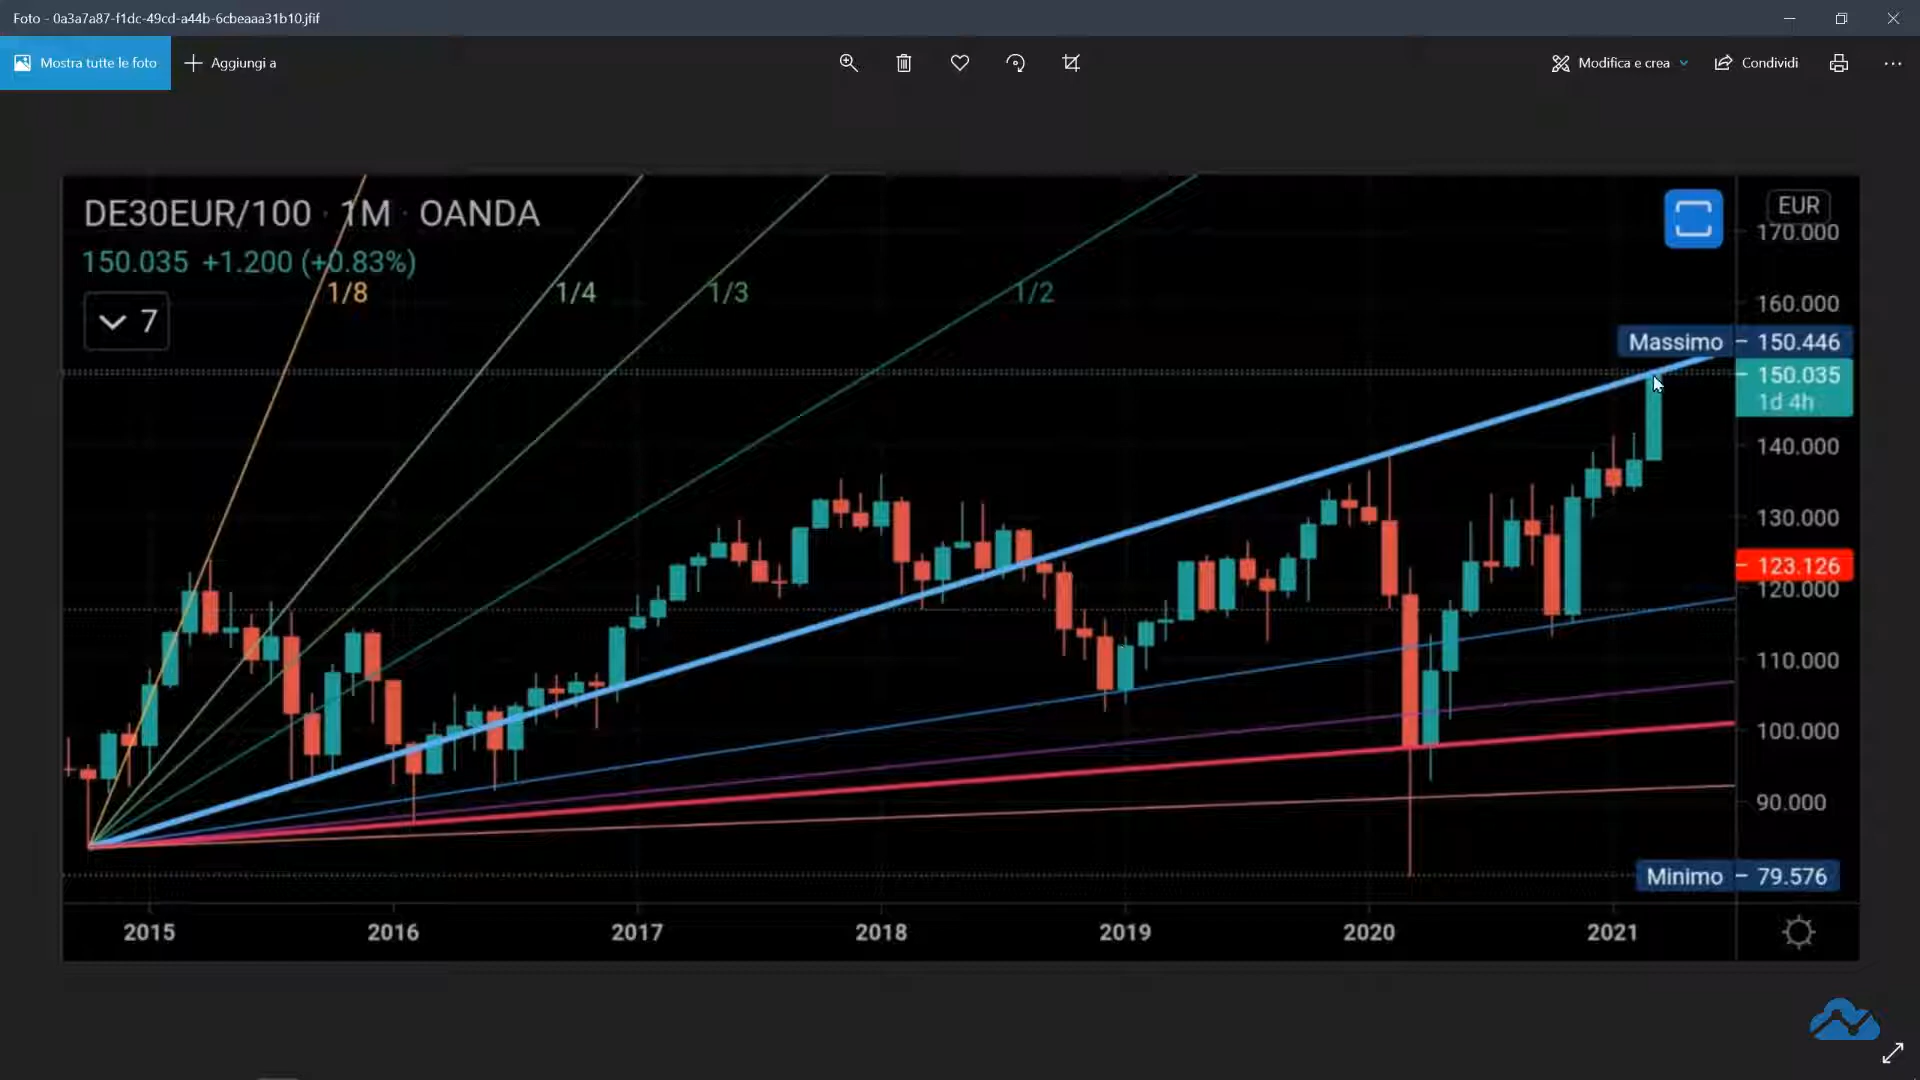 Foto - 0a3a7a87-f1dc-49cd-a44b-6cbeaaa31b10.jfif
Mostra tutte le foto
Aggiungi a
Modifica e crea
Condividi
DE30EUR/100 · 1M · OANDA
EUR
150.035 +1.200 (+0.83%)
170.000
1/8
1/4
1/3
1/2
160.000
7
Massimo
150.446
150.035
1d 4h
140.000
130.000
123.126
120.000
110.000
100.000
90.000
Minimo
79.576
2015
2016
2017
2018
2019
2020
2021